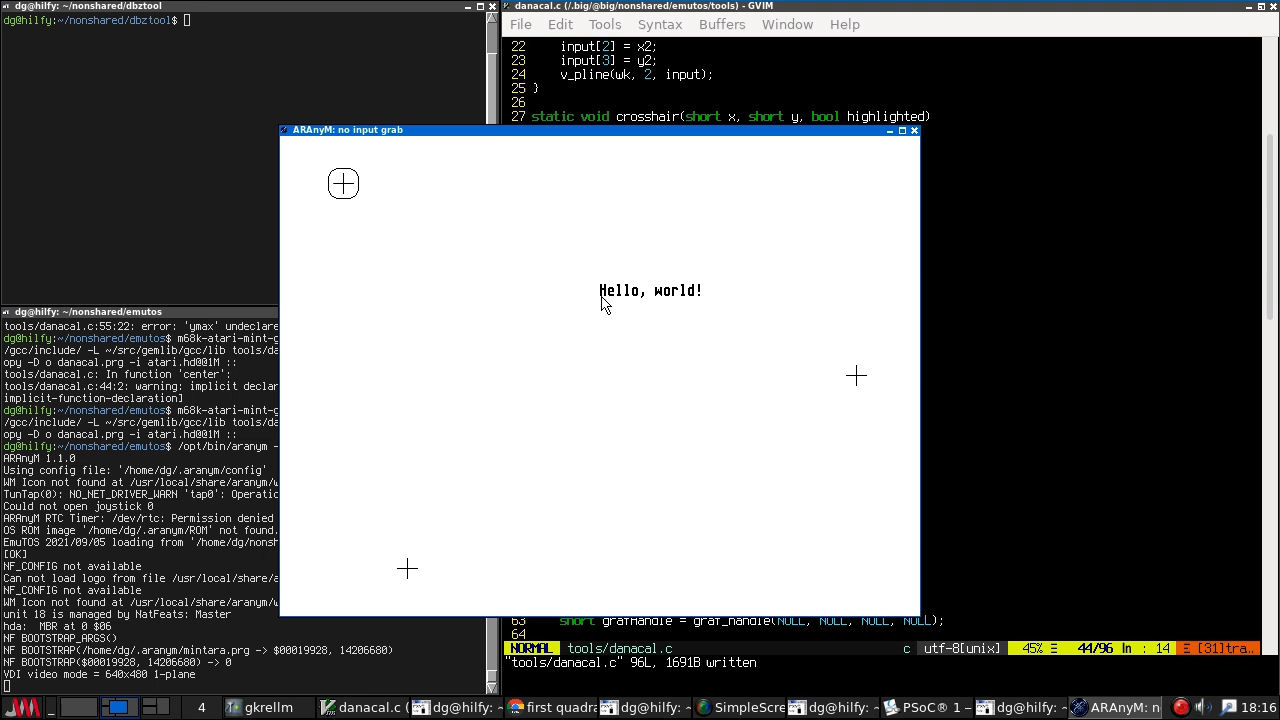 dg@hilfy: ~/nonshared/dbztool
dg@hilfy:~/nonshared/dbztool$
danacal.c (/.big/@big/nonshared/emutos/tools) - GVIM
File Edit Tools Syntax Buffers Window Help
22 input[2] = x2;
23 input[3] = y2;
24 v_pline(wk, 2, input);
25 }
26
27 static void crosshair(short x, short y, bool highlighted)
ARAnyM: no input grab
Hello, world!
dg@hilfy: ~/nonshared/emutos
tools/danacal.c:55:22: error: 'ymax' undeclare
dg@hilfy:~/nonshared/emutos$ m68k-atari-mint-g
/gcc/include/ -L ~/src/gemlib/gcc/lib tools/da
opy -D o danacal.prg -i atari.hd@@1M ::
tools/danacal.c: In function 'center':
tools/danacal.c:44:2: warning: implicit declar
implicit-function-declaration]
dg@hilfy:~/nonshared/emutos$ m68k-atari-mint-g
/gcc/include/ -L ~/src/gemlib/gcc/lib tools/da
opy -D o danacal.prg -i atari.hd@@1M ::
dg@hilfy:~/nonshared/emutos$ /opt/bin/aranym -
ARAnyM 1.1.0
Using config file: '/home/dg/.aranym/config'
WM Icon not found at /usr/local/share/aranym/w
TunTap(0): NO_NET_DRIVER_WARN 'tap0': Operatic
Could not open joystick 0
ARAnyM RTC Timer: /dev/rtc: Permission denied
OS ROM image '/home/dg/.aranym/ROM' not found.
EmuTOS 2021/09/05 loading from '/home/dg/nonsh
[OK]
NF_CONFIG not available
Can not load logo from file /usr/local/share/a
NF_CONFIG not available
WM Icon not found at /usr/local/share/aranym/w
unit 18 is managed by NatFeats: Master
hda: MBR at 0 $06
NF BOOTSTRAP_ARGS()
NF BOOTSTRAP(/home/dg/.aranym/mintara.prg -> $00019928, 14206680)
NF BOOTSTRAP($00019928, 14206680) -> 0
VDI video mode = 640x480 1-plane
63 short grafHandle = graf_handle(NULL, NULL, NULL, NULL);
64
NORMAL tools/danacal.c c utf-8[unix] 45% Ξ 44/96 ln : 14 Ξ [31]tra..
"tools/danacal.c" 96L, 1691B written
4 gkrellm danacal.c (... dg@hilfy: ~/... first quadra... dg@hilfy: ~/... SimpleScre... dg@hilfy: ~/... PSoC® 1 –... dg@hilfy: ~/... ARAnyM: n... 18:16